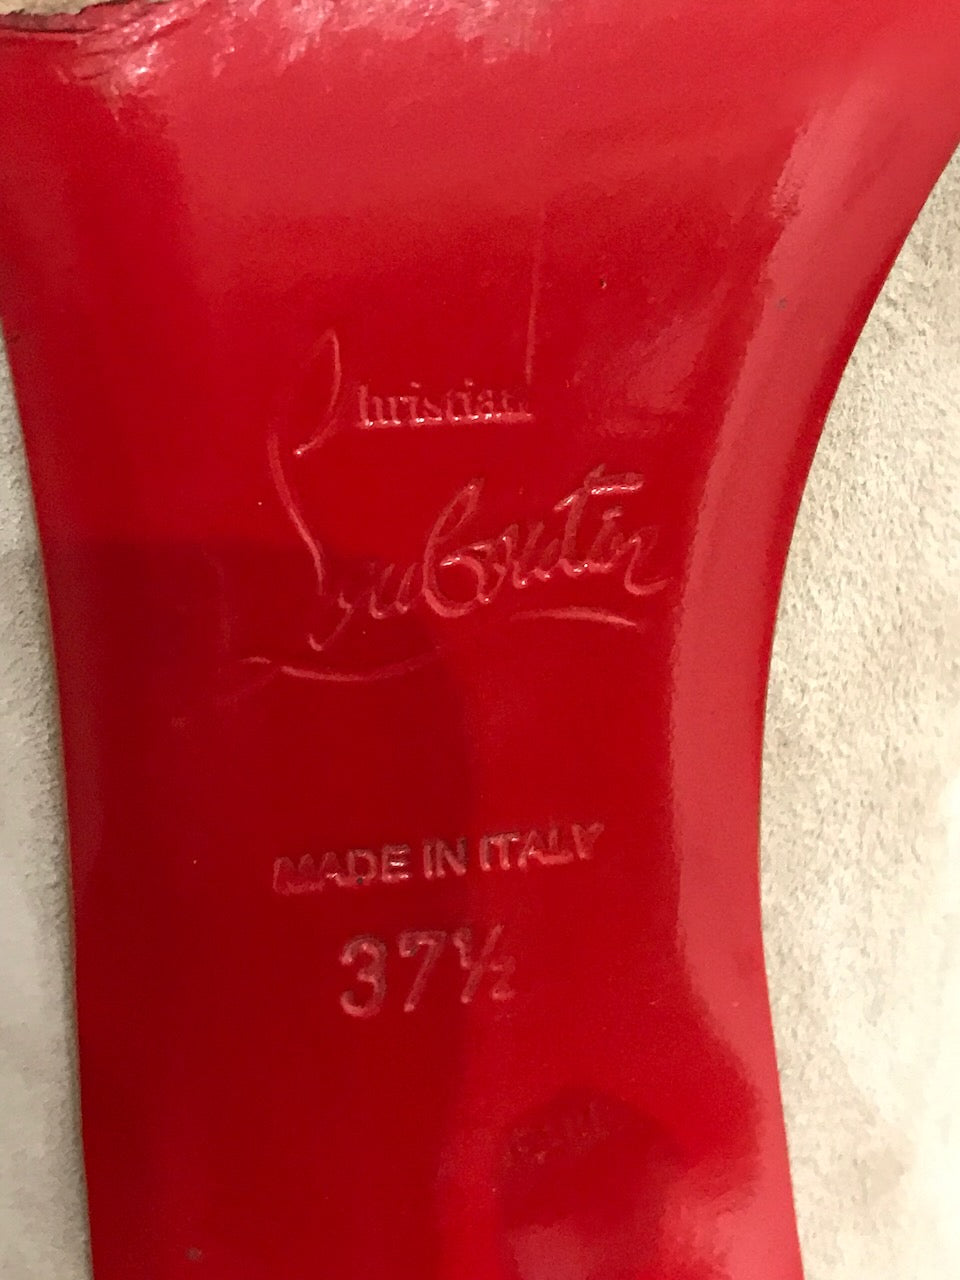 Christian
Louboutin
MADE IN ITALY
37½